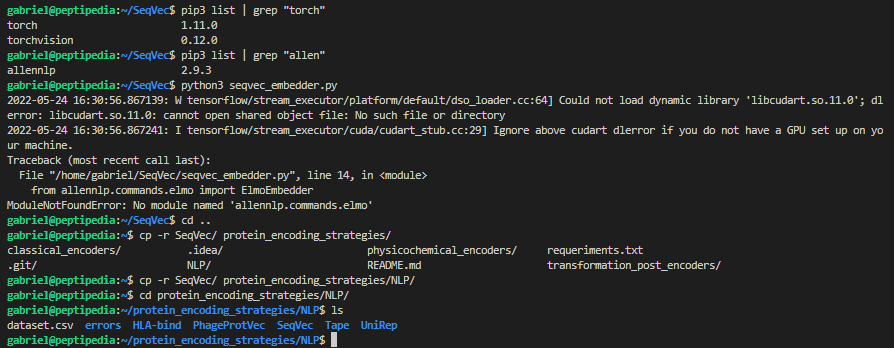 gabriel@peptipedia:~/SeqVec$ pip3 list | grep "torch"
torch                         1.11.0
torchvision                   0.12.0
gabriel@peptipedia:~/SeqVec$ pip3 list | grep "allen"
allennlp                      2.9.3
gabriel@peptipedia:~/SeqVec$ python3 seqvec_embedder.py
2022-05-24 16:30:56.867139: W tensorflow/stream_executor/platform/default/dso_loader.cc:64] Could not load dynamic library 'libcudart.so.11.0'; dl
error: libcudart.so.11.0: cannot open shared object file: No such file or directory
2022-05-24 16:30:56.867241: I tensorflow/stream_executor/cuda/cudart_stub.cc:29] Ignore above cudart dlerror if you do not have a GPU set up on yo
ur machine.
Traceback (most recent call last):
  File "/home/gabriel/SeqVec/seqvec_embedder.py", line 14, in <module>
    from allennlp.commands.elmo import ElmoEmbedder
ModuleNotFoundError: No module named 'allennlp.commands.elmo'
gabriel@peptipedia:~/SeqVec$ cd ..
gabriel@peptipedia:~$ cp -r SeqVec/ protein_encoding_strategies/
classical_encoders/           .idea/                        physicochemical_encoders/     requeriments.txt
.git/                         NLP/                          README.md                     transformation_post_encoders/
gabriel@peptipedia:~$ cp -r SeqVec/ protein_encoding_strategies/NLP/
gabriel@peptipedia:~$ cd protein_encoding_strategies/NLP/
gabriel@peptipedia:~/protein_encoding_strategies/NLP$ ls
dataset.csv  errors  HLA-bind  PhageProtVec  SeqVec  Tape  UniRep
gabriel@peptipedia:~/protein_encoding_strategies/NLP$